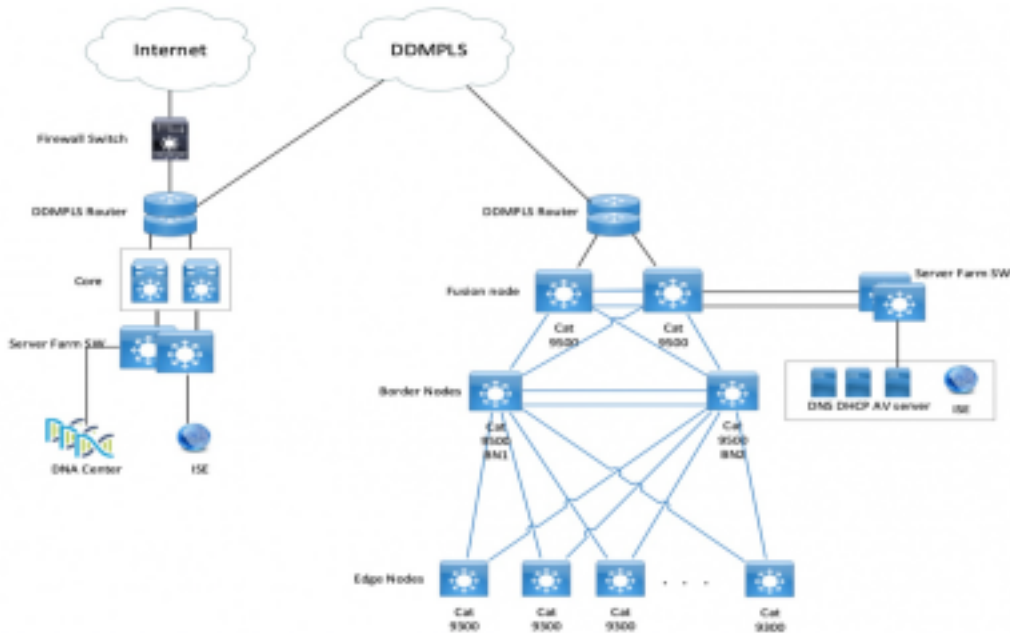 Internet
DDMPLS
Firewall Switch
DDMPLS Router
DDMPLS Router
Core
Fusion node
Server Farm SW
Cat
9500
Cat
9500
Server Farm SW
Border Nodes
DNS DHCP AV server
ISE
Cat
9500
BN1
Cat
9500
BN2
DNA Center
ISE
Edge Nodes
. . .
Cat
9300
Cat
9300
Cat
9300
Cat
9300